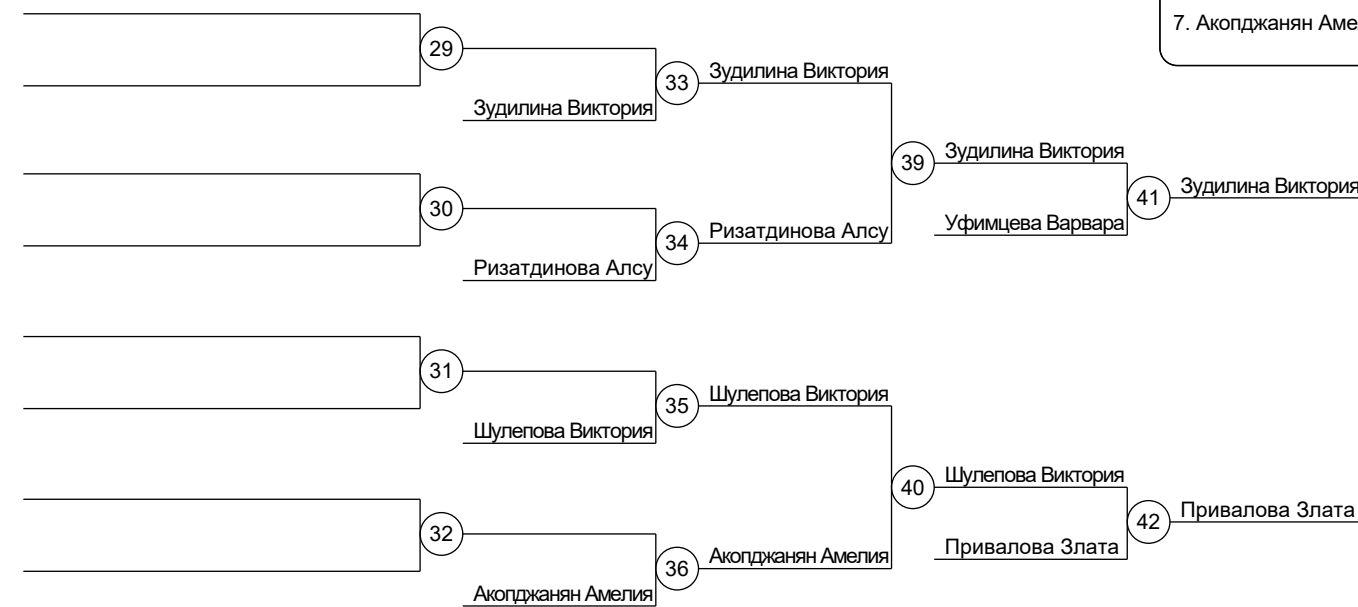 7. Акопджанян Аме
29
33
Зудилина Виктория
Зудилина Виктория
39
Зудилина Виктория
41
Зудилина Виктория
30
34
Ризатдинова Алсу
Уфимцева Варвара
Ризатдинова Алсу
31
35
Шулепова Виктория
Шулепова Виктория
40
Шулепова Виктория
42
Привалова Злата
32
36
Акопджанян Амелия
Привалова Злата
Акопджанян Амелия